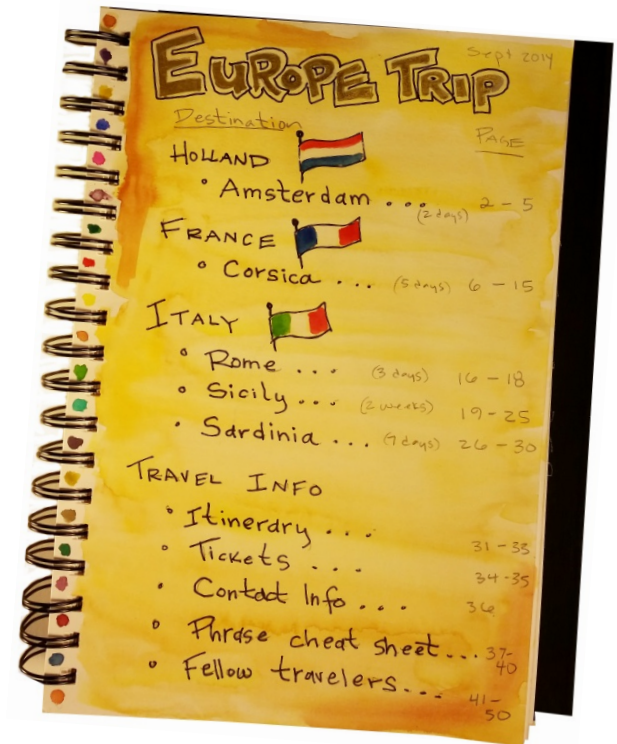 Sept 2014
EUROPE TRIP
Destination
PAGE
HOLLAND
• Amsterdam ... (2 days) 2 - 5
FRANCE
• Corsica ... (5 days) 6 - 15
ITALY
• Rome ... (3 days) 16 - 18
• Sicily ... (2 weeks) 19 - 25
• Sardinia ... (7 days) 26 - 30
TRAVEL INFO
• Itinerary ... 31 - 33
• Tickets ... 34 - 35
• Contact Info ... 36
• Phrase cheat sheet ... 37-
40
• Fellow travelers ... 41 -
50